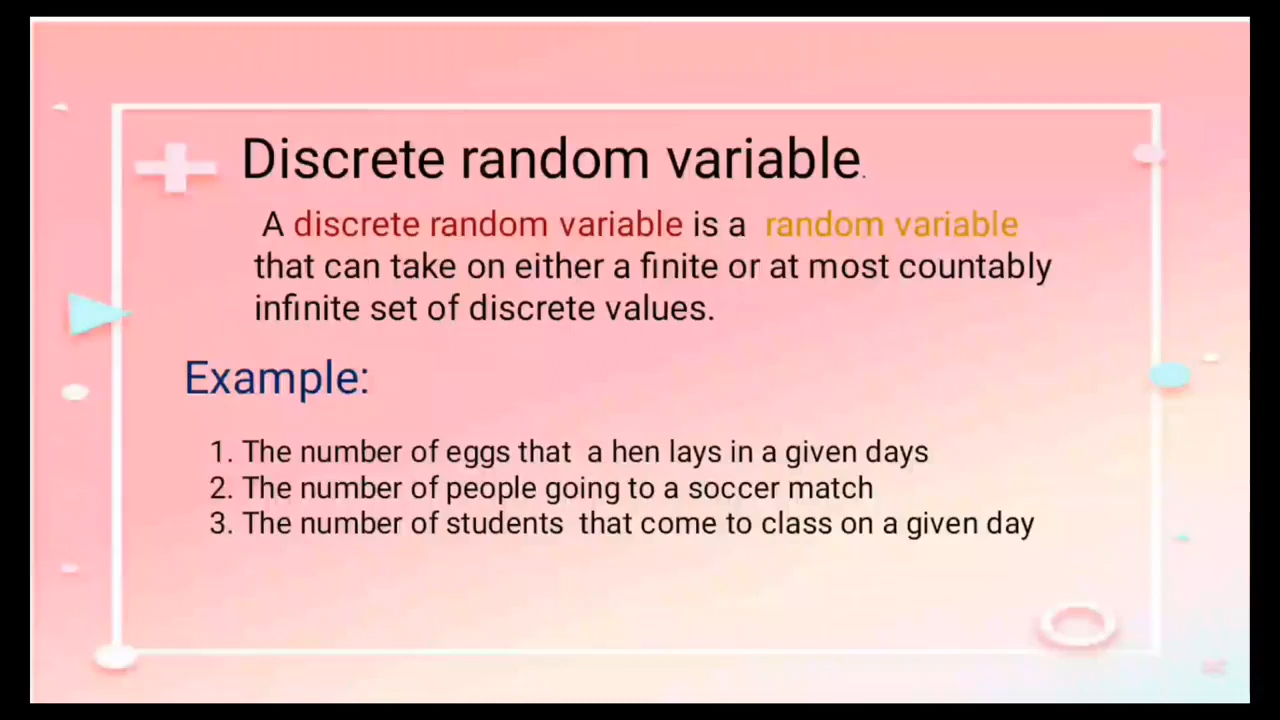 Discrete random variable.
A discrete random variable is a random variable
that can take on either a finite or at most countably
infinite set of discrete values.
Example:
1. The number of eggs that a hen lays in a given days
2. The number of people going to a soccer match
3. The number of students that come to class on a given day